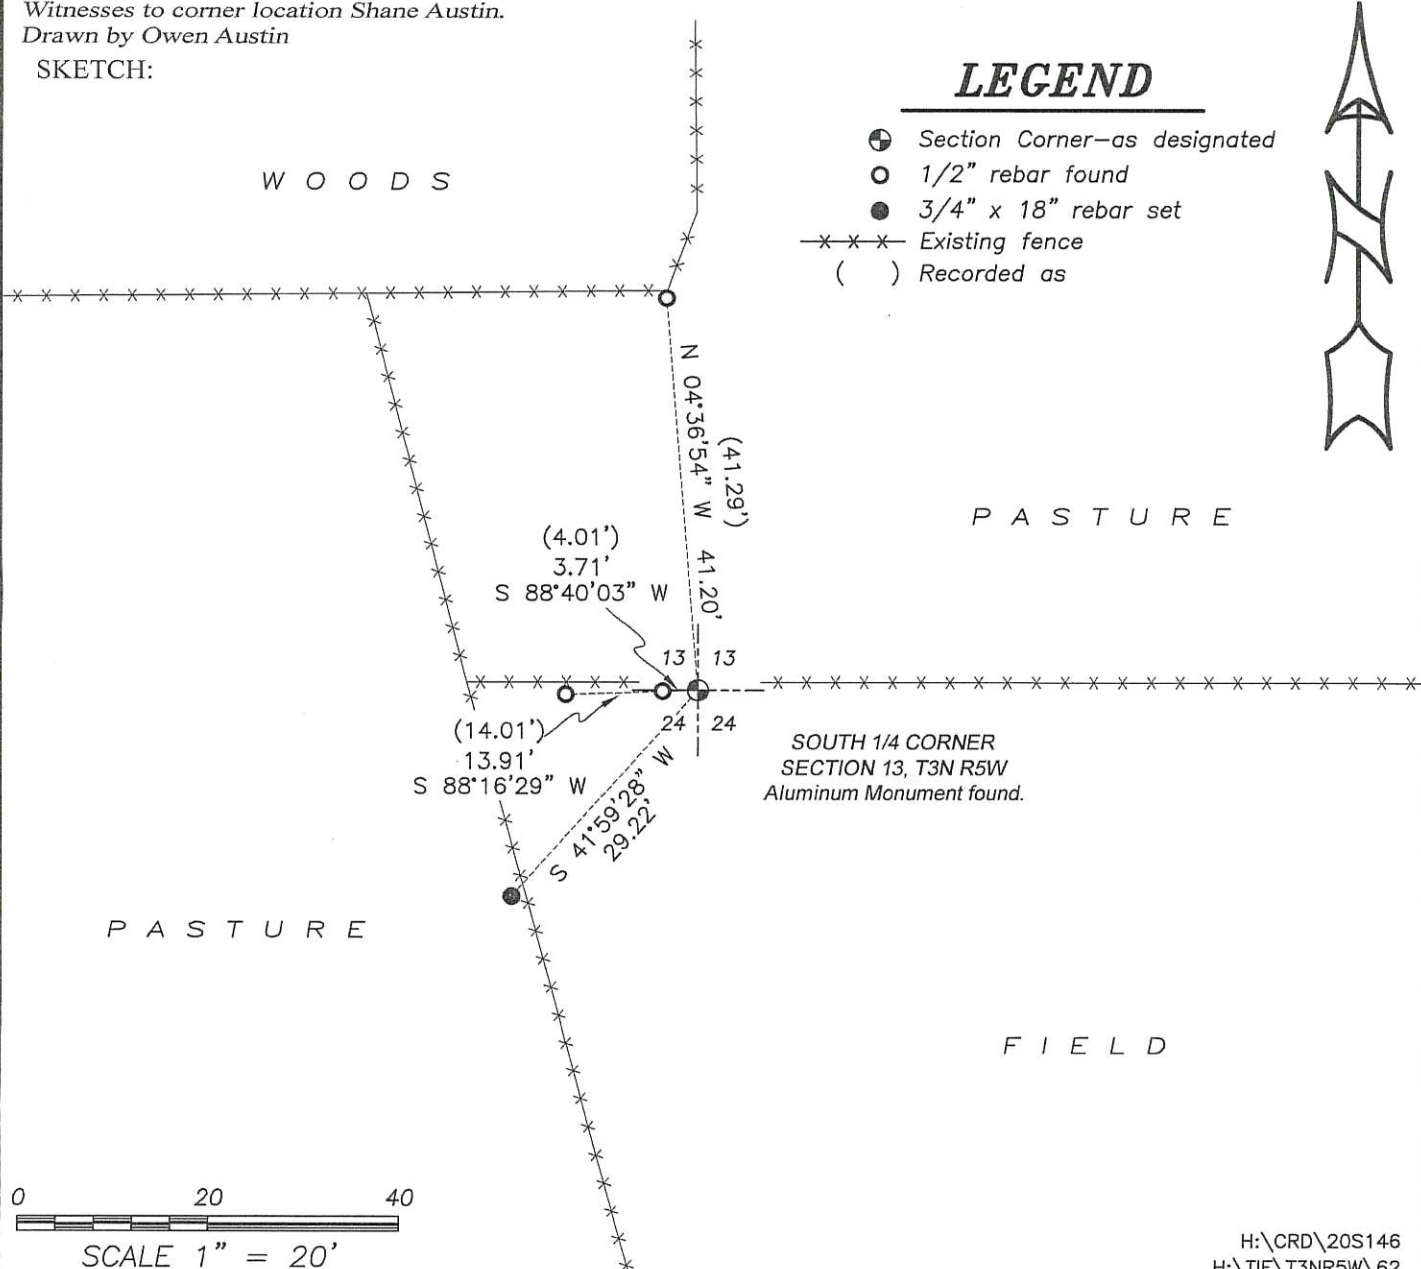 Witnesses to corner location Shane Austin.
Drawn by Owen Austin
SKETCH:
LEGEND
Section Corner–as designated
1/2" rebar found
3/4" x 18" rebar set
Existing fence
( ) Recorded as
N
WOODS
N 04°36'54" W 41.20'
(41.29')
PASTURE
(4.01')
3.71'
S 88°40'03" W
13 13
24 24
(14.01')
13.91'
S 88°16'29" W
S 41°59'28" W
29.22'
SOUTH 1/4 CORNER
SECTION 13, T3N R5W
Aluminum Monument found.
PASTURE
FIELD
0 20 40
SCALE 1" = 20'
H:\CRD\20S146
H:\TIF\T3NR5W\62